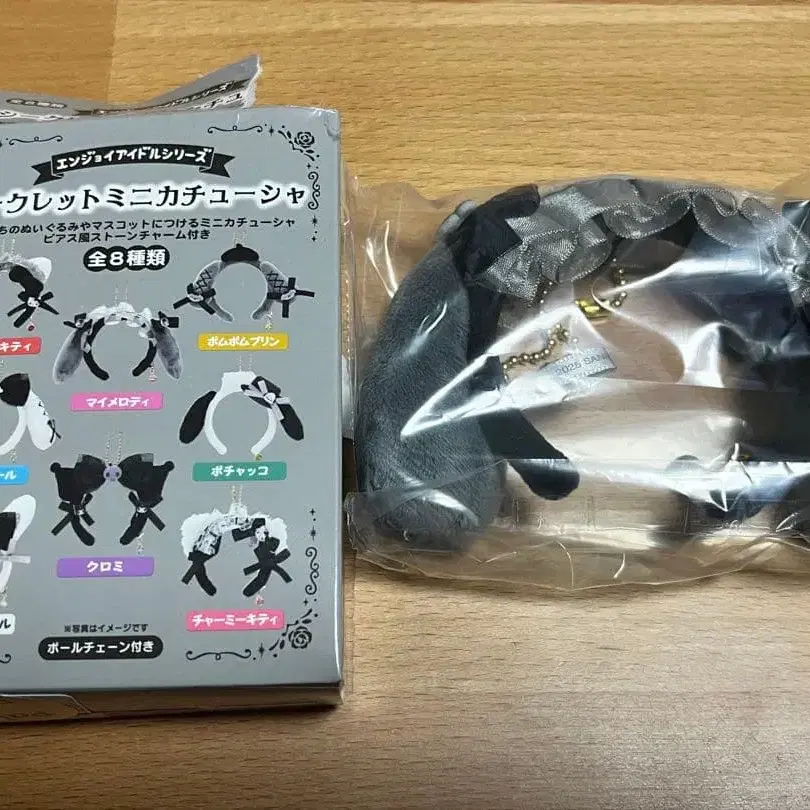 エンジョイアイドルシリーズ
ークレットミニカチューシャ
ちのぬいぐるみやマスコットにつけるミニカチューシャ
ピアス風ストーンチャーム付き
全8種類
キティ
ポムポムプリン
マイメロディ
ール
ポチャッコ
クロミ
ル
チャーミーキティ
※写真はイメージです
ボールチェーン付き
2025 SAN